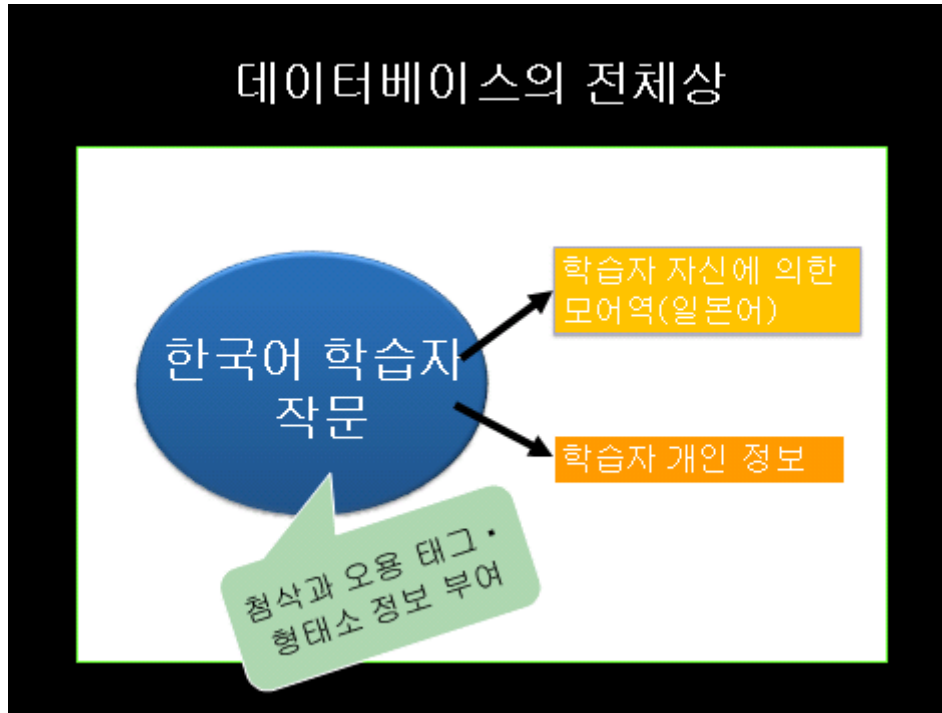 데이터베이스의 전체상
학습자 자신에 의한
모어역(일본어)
한국어 학습자
작문
학습자 개인 정보
첨삭과 오용 태그·
형태소 정보 부여